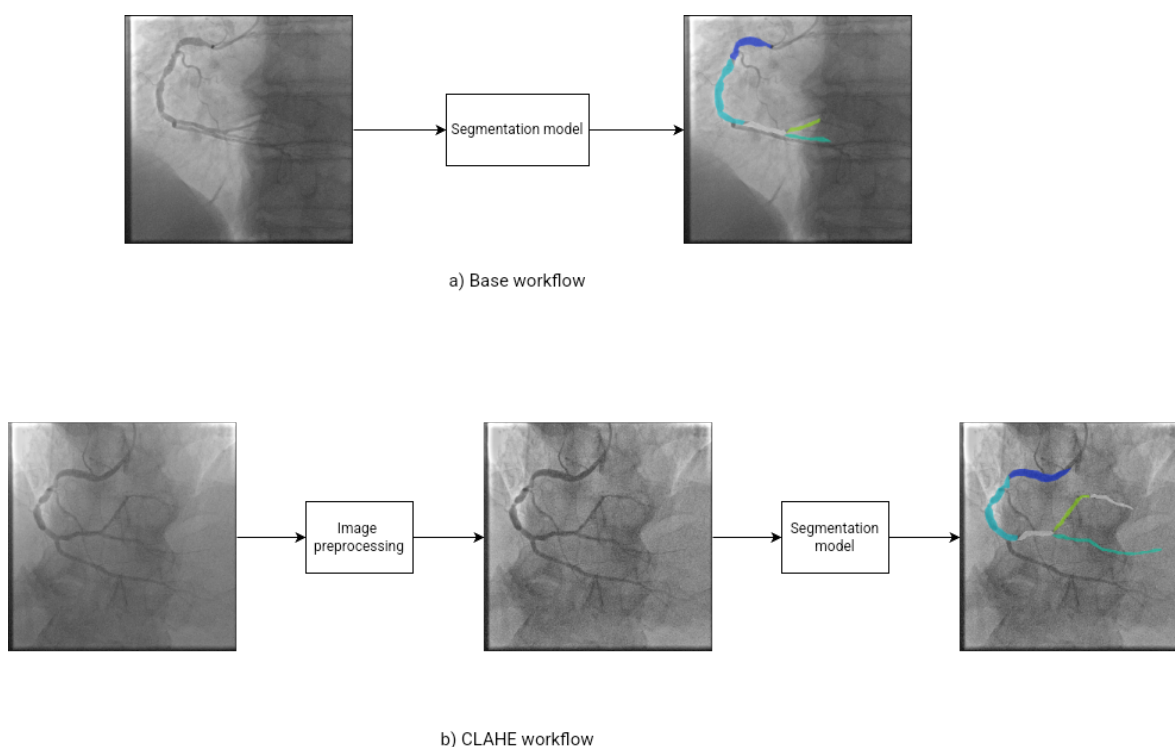 Segmentation model
a) Base workflow
Image
preprocessing
Segmentation
model
b) CLAHE workflow